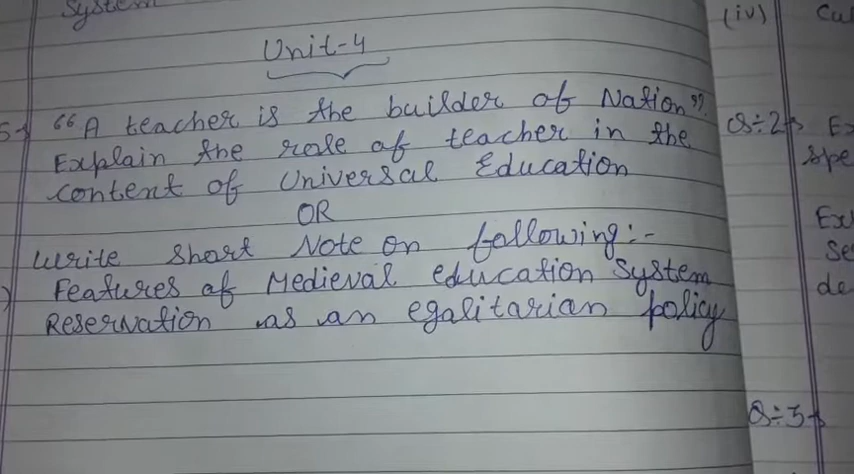 System
Unit-4
5→ "A teacher is the builder of Nation".
Explain the role of teacher in the
content of Universal Education
OR
Write Short Note on following:-
Features of Medieval education System
Reservation as an egalitarian policy
(iv)
Q÷2→
Q÷3→